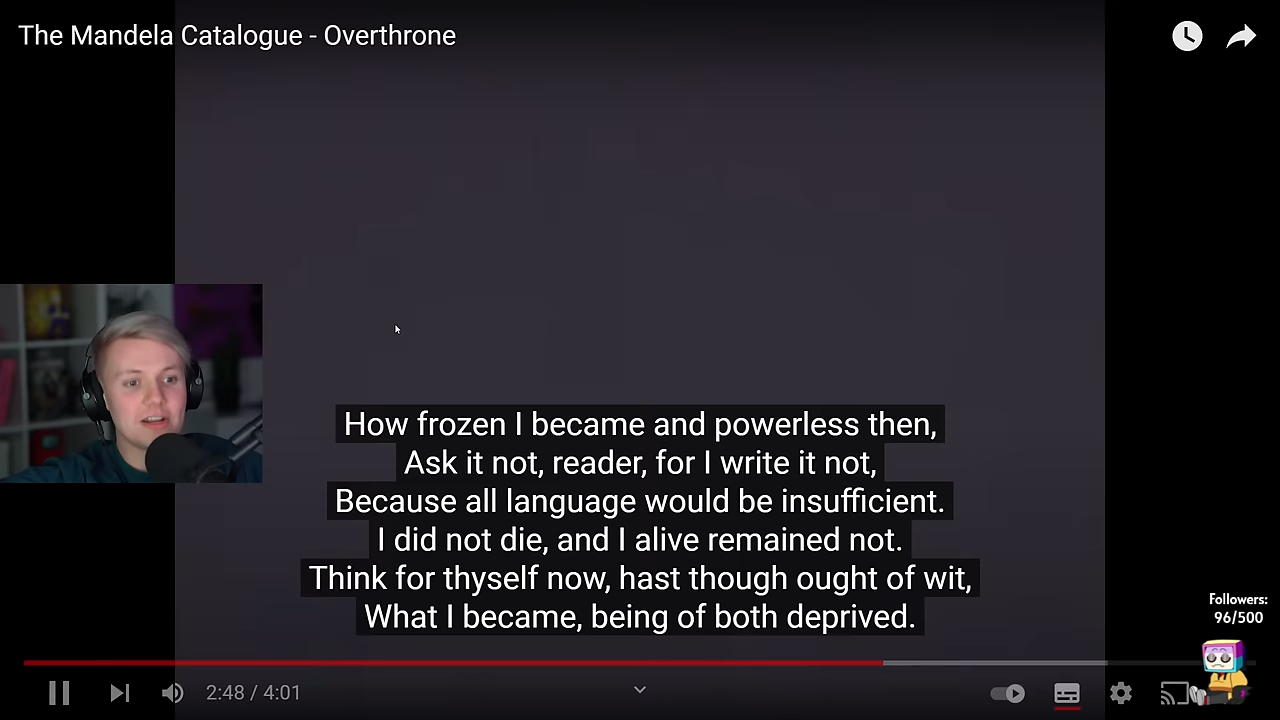 The Mandela Catalogue - Overthrone
How frozen I became and powerless then,
Ask it not, reader, for I write it not,
Because all language would be insufficient.
I did not die, and I alive remained not.
Think for thyself now, hast though ought of wit,
What I became, being of both deprived.
Followers:
96/500
2:48 / 4:01